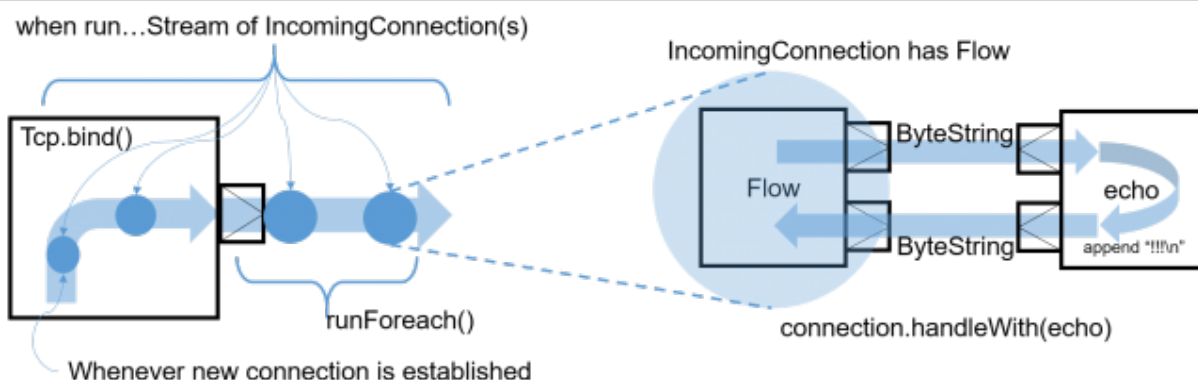 when run…Stream of IncomingConnection(s)
Tcp.bind()
runForeach()
Whenever new connection is established
IncomingConnection has Flow
ByteString
Flow
echo
ByteString
append “!!!\n”
connection.handleWith(echo)